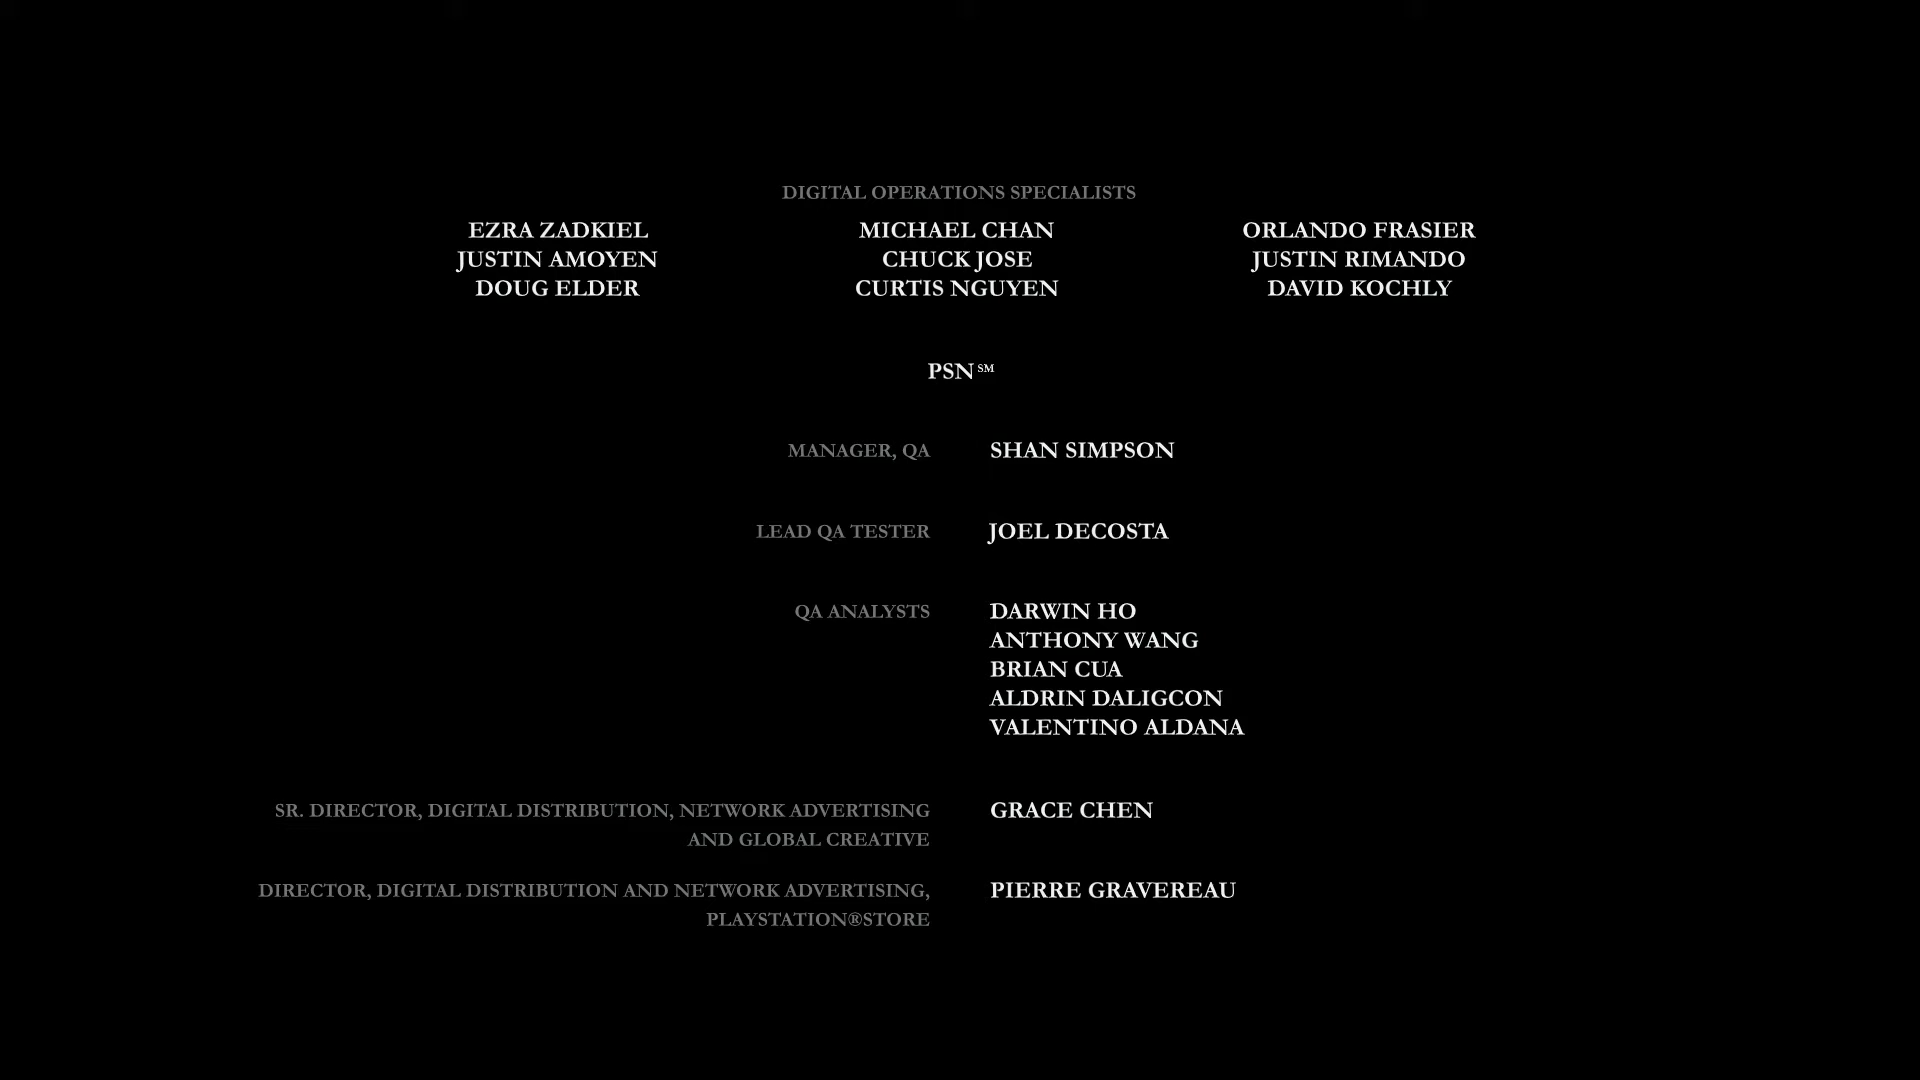 DIGITAL OPERATIONS SPECIALISTS
EZRA ZADKIEL MICHAEL CHAN ORLANDO FRASIER
JUSTIN AMOYEN CHUCK JOSE JUSTIN RIMANDO
DOUG ELDER CURTIS NGUYEN DAVID KOCHLY
PSN℠
MANAGER, QA SHAN SIMPSON
LEAD QA TESTER JOEL DECOSTA
QA ANALYSTS DARWIN HO
ANTHONY WANG
BRIAN CUA
ALDRIN DALIGCON
VALENTINO ALDANA
SR. DIRECTOR, DIGITAL DISTRIBUTION, NETWORK ADVERTISING GRACE CHEN
AND GLOBAL CREATIVE
DIRECTOR, DIGITAL DISTRIBUTION AND NETWORK ADVERTISING, PIERRE GRAVEREAU
PLAYSTATION®STORE